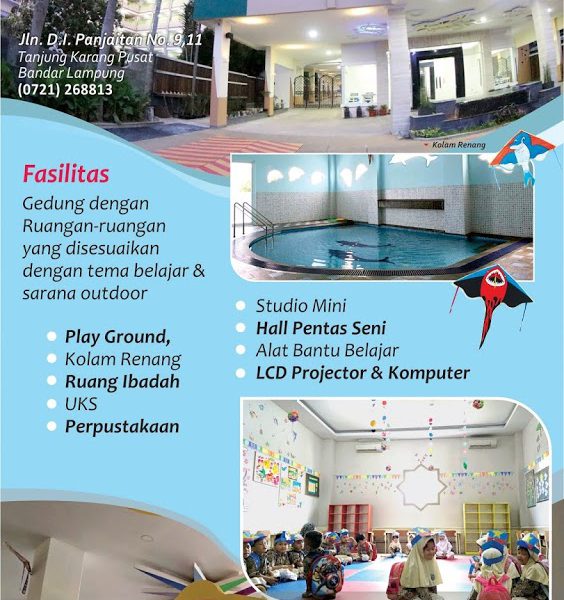 Jln. D.I. Panjaitan No. 9,11
Tanjung Karang Pusat
Bandar Lampung
(0721) 268813
Kolam Renang
Fasilitas
Gedung dengan
Ruangan-ruangan
yang disesuaikan
dengan tema belajar &
sarana outdoor
Play Ground,
Kolam Renang
Ruang Ibadah
UKS
Perpustakaan
Studio Mini
Hall Pentas Seni
Alat Bantu Belajar
LCD Projector & Komputer